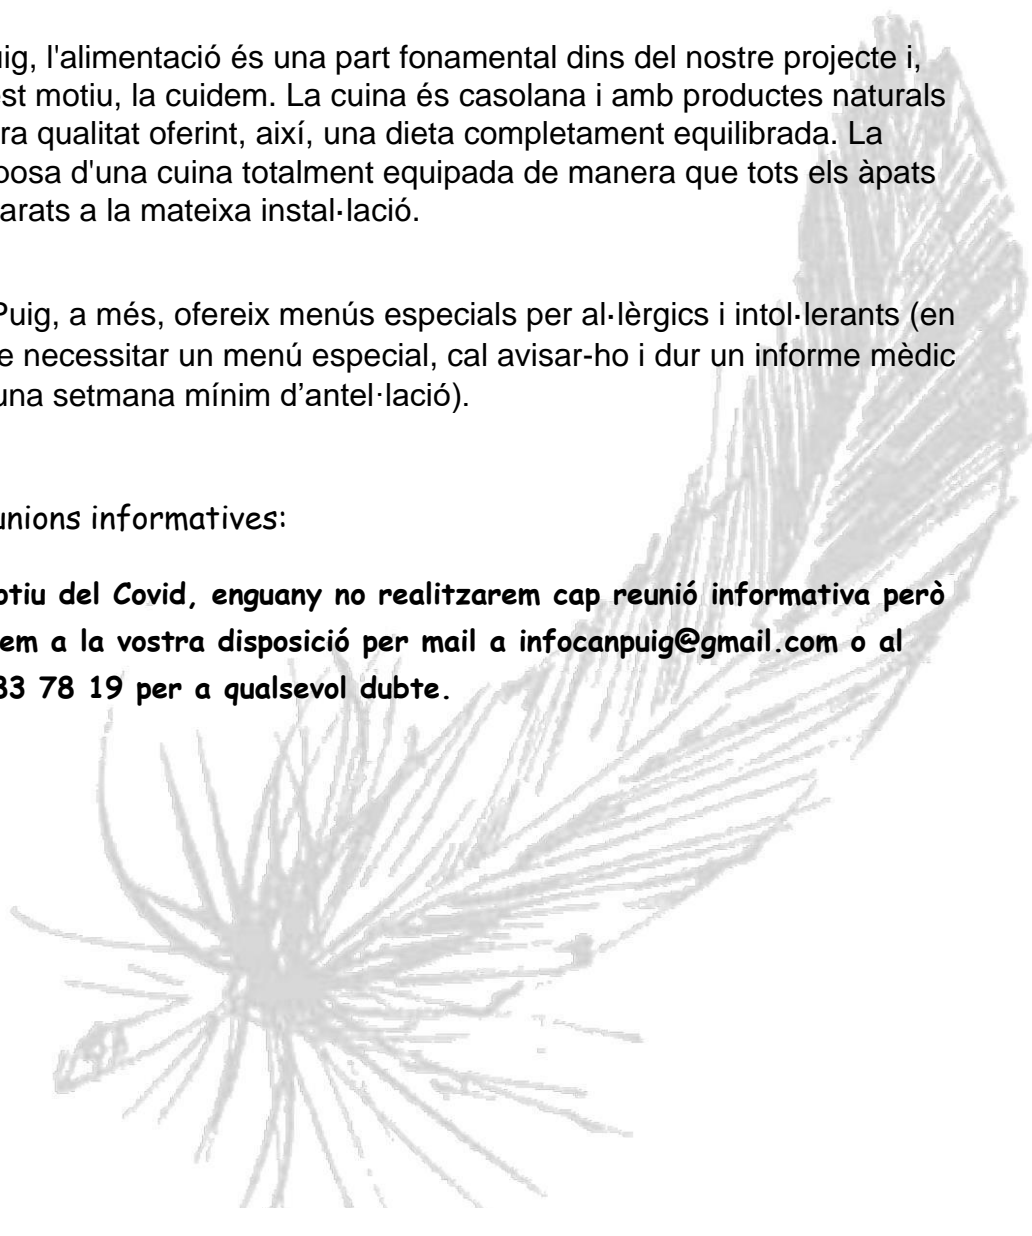 uig, l'alimentació és una part fonamental dins del nostre projecte i,
est motiu, la cuidem. La cuina és casolana i amb productes naturals
ra qualitat oferint, així, una dieta completament equilibrada. La
posa d'una cuina totalment equipada de manera que tots els àpats
arats a la mateixa instal·lació.
Puig, a més, ofereix menús especials per al·lèrgics i intol·lerants (en
e necessitar un menú especial, cal avisar-ho i dur un informe mèdic
una setmana mínim d’antel·lació).
unions informatives:
otiu del Covid, enguany no realitzarem cap reunió informativa però
em a la vostra disposició per mail a infocanpuig@gmail.com o al
83 78 19 per a qualsevol dubte.